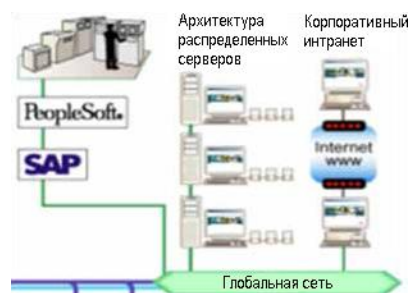 Архитектура
распределенных
серверов
Корпоративный
интранет
PeopleSoft.
SAP
Internet
www
Глобальная сеть